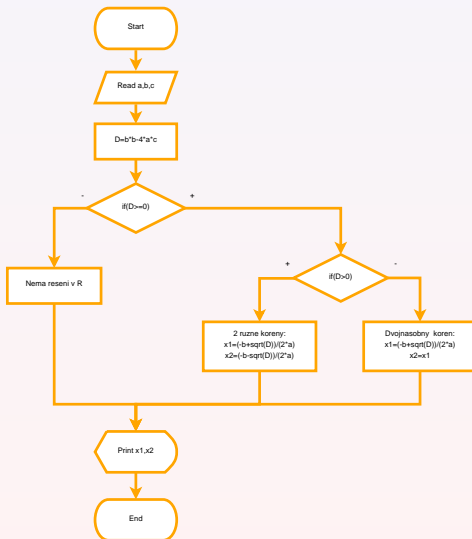 Start
Read a,b,c
D=b*b-4*a*c
-
+
if(D>=0)
+
-
if(D>0)
Nema reseni v R
2 ruzne koreny:
x1=(-b+sqrt(D))/(2*a)
x2=(-b-sqrt(D))/(2*a)
Dvojnasobny koren:
x1=(-b+sqrt(D))/(2*a)
x2=x1
Print x1,x2
End